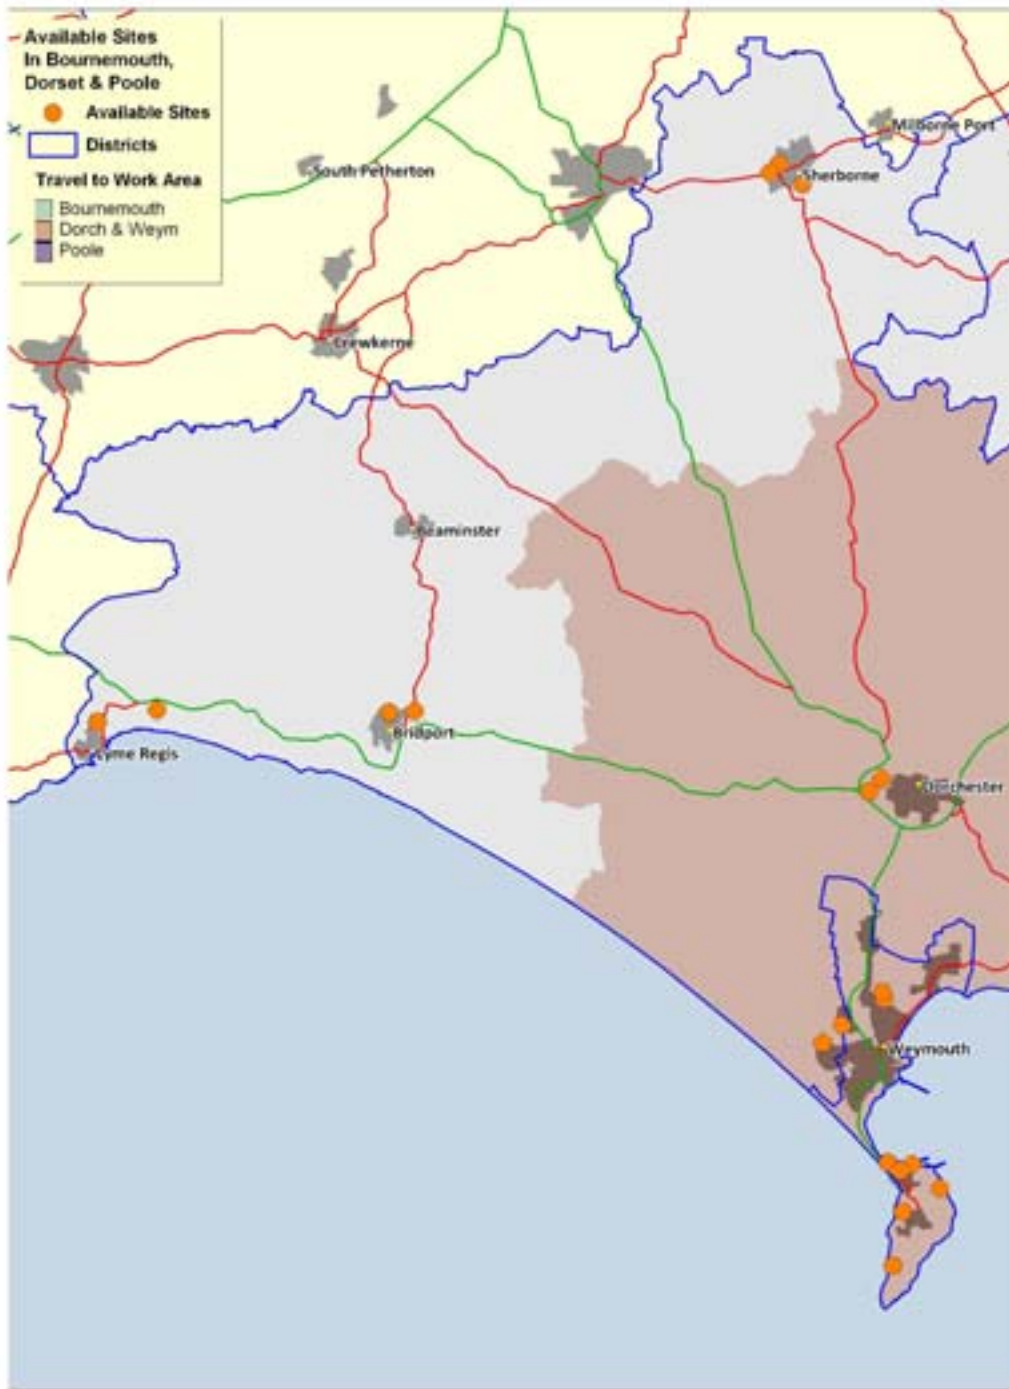 Available Sites
In Bournemouth,
Dorset & Poole
Available Sites
Districts
Travel to Work Area
Bournemouth
Dorch & Weym
Poole
Milborne Port
South Petherton
Sherborne
Crewkerne
Beaminster
Bridport
Lyme Regis
Dorchester
Weymouth